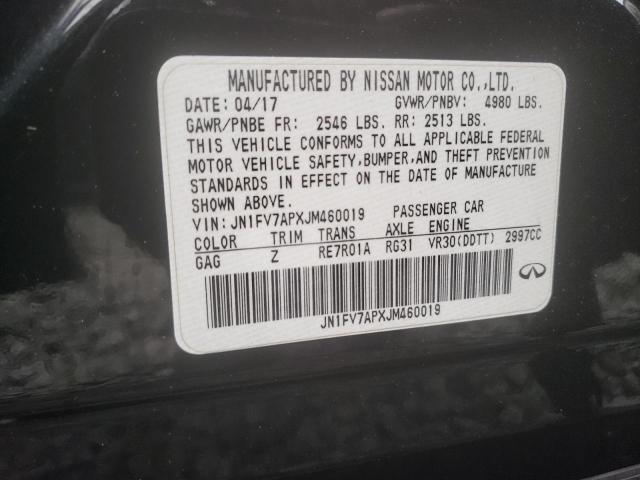 MANUFACTURED BY NISSAN MOTOR CO.,LTD.
DATE: 04/17 GVWR/PNBV: 4980 LBS.
GAWR/PNBE FR: 2546 LBS. RR: 2513 LBS.
THIS VEHICLE CONFORMS TO ALL APPLICABLE FEDERAL
MOTOR VEHICLE SAFETY,BUMPER,AND THEFT PREVENTION
STANDARDS IN EFFECT ON THE DATE OF MANUFACTURE
SHOWN ABOVE.
VIN: JN1FV7APXJM460019 PASSENGER CAR
COLOR TRIM TRANS AXLE ENGINE
GAG Z RE7R01A RG31 VR30(DDTT) 2997CC
JN1FV7APXJM460019